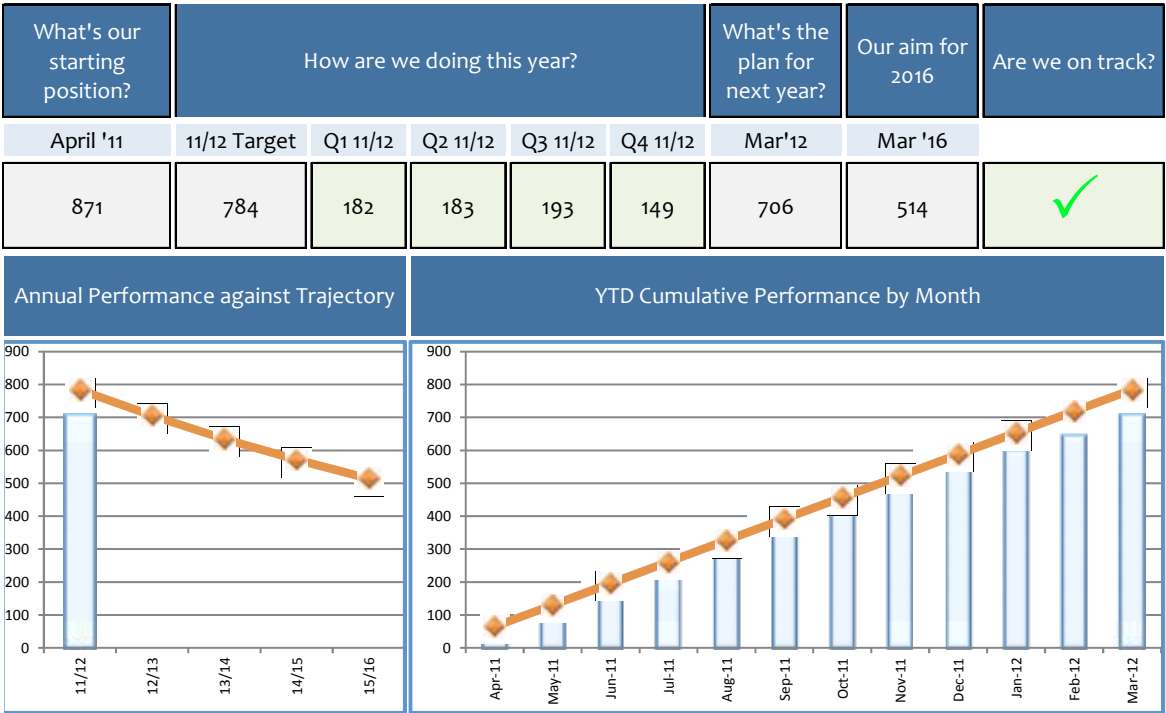 What's our
starting
position?
How are we doing this year?
What's the
plan for
next year?
Our aim for
2016
Are we on track?
April '11
11/12 Target
Q1 11/12
Q2 11/12
Q3 11/12
Q4 11/12
Mar'12
Mar '16
871
784
182
183
193
149
706
514
Annual Performance against Trajectory
YTD Cumulative Performance by Month
900
800
700
600
500
400
300
200
100
0
11/12
12/13
13/14
14/15
15/16
900
800
700
600
500
400
300
200
100
0
Apr-11
May-11
Jun-11
Jul-11
Aug-11
Sep-11
Oct-11
Nov-11
Dec-11
Jan-12
Feb-12
Mar-12